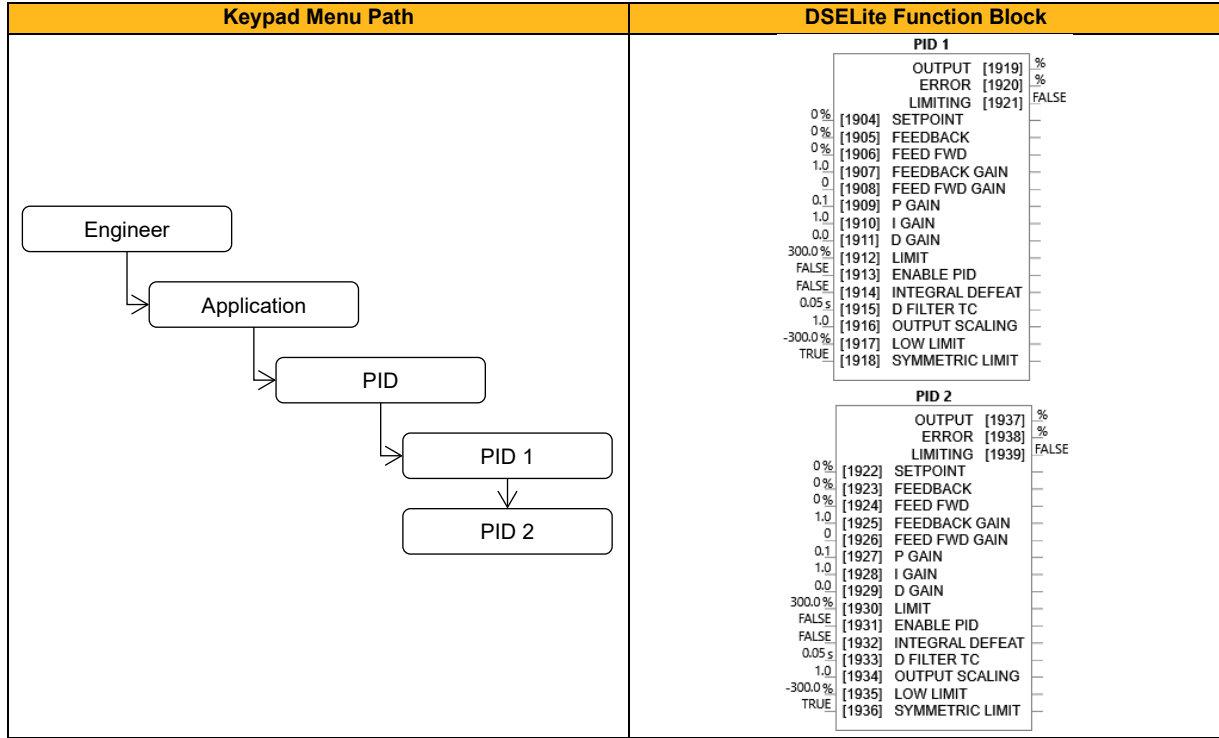 Keypad Menu Path
DSELite Function Block
Engineer
Application
PID
PID 1
PID 2
PID 1
OUTPUT [1919] %
ERROR [1920] %
LIMITING [1921] FALSE
0 % [1904] SETPOINT
0 % [1905] FEEDBACK
0 % [1906] FEED FWD
1.0 [1907] FEEDBACK GAIN
0 [1908] FEED FWD GAIN
0.1 [1909] P GAIN
1.0 [1910] I GAIN
0.0 [1911] D GAIN
300.0 % [1912] LIMIT
FALSE [1913] ENABLE PID
FALSE [1914] INTEGRAL DEFEAT
0.05 s [1915] D FILTER TC
1.0 [1916] OUTPUT SCALING
-300.0 % [1917] LOW LIMIT
TRUE [1918] SYMMETRIC LIMIT
PID 2
OUTPUT [1937] %
ERROR [1938] %
LIMITING [1939] FALSE
0 % [1922] SETPOINT
0 % [1923] FEEDBACK
0 % [1924] FEED FWD
1.0 [1925] FEEDBACK GAIN
0 [1926] FEED FWD GAIN
0.1 [1927] P GAIN
1.0 [1928] I GAIN
0.0 [1929] D GAIN
300.0 % [1930] LIMIT
FALSE [1931] ENABLE PID
FALSE [1932] INTEGRAL DEFEAT
0.05 s [1933] D FILTER TC
1.0 [1934] OUTPUT SCALING
-300.0 % [1935] LOW LIMIT
TRUE [1936] SYMMETRIC LIMIT